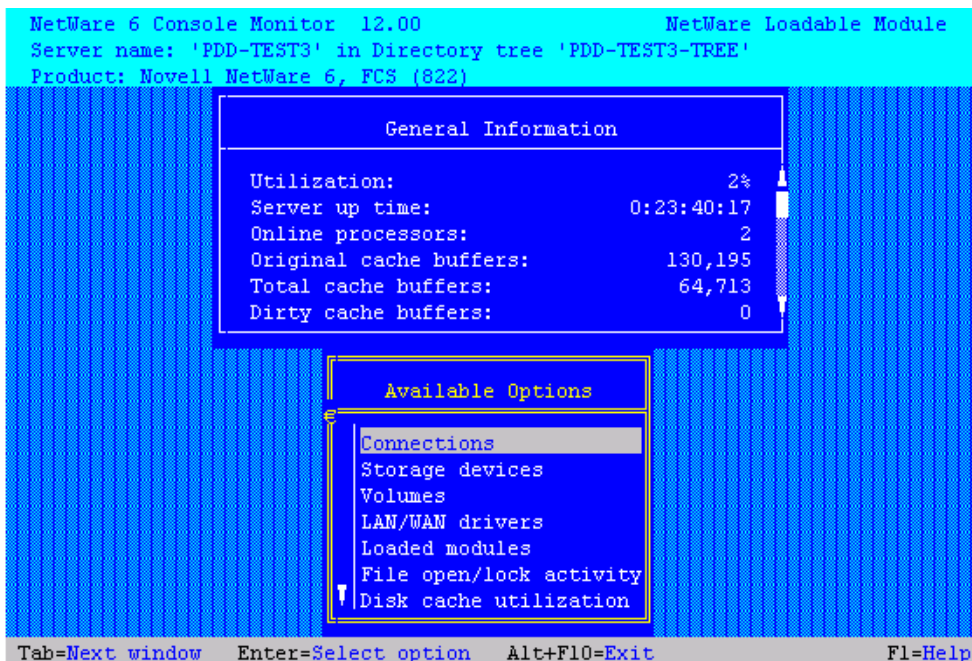 NetWare 6 Console Monitor 12.00 NetWare Loadable Module
Server name: 'PDD-TEST3' in Directory tree 'PDD-TEST3-TREE'
Product: Novell NetWare 6, FCS (822)
General Information
Utilization: 2%
Server up time: 0:23:40:17
Online processors: 2
Original cache buffers: 130,195
Total cache buffers: 64,713
Dirty cache buffers: 0
Available Options
€
Connections
Storage devices
Volumes
LAN/WAN drivers
Loaded modules
File open/lock activity
Disk cache utilization
Tab=Next window Enter=Select option Alt+F10=Exit F1=Help